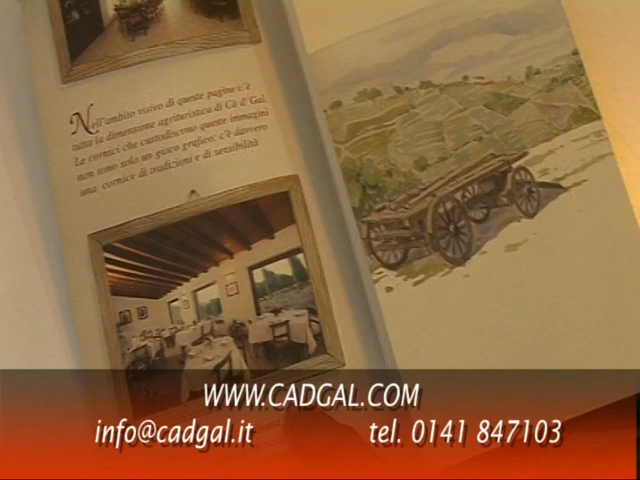 Nell'ambito visivo di queste pagine c'è
tutta la dimensione agrituristica di Cà d' Gal.
Le cornici che custodiscono queste immagini
non sono solo un gioco grafico: c'è davvero
una cornice di tradizioni e di sensibilità
WWW.CADGAL.COM
info@cadgal.it tel. 0141 847103